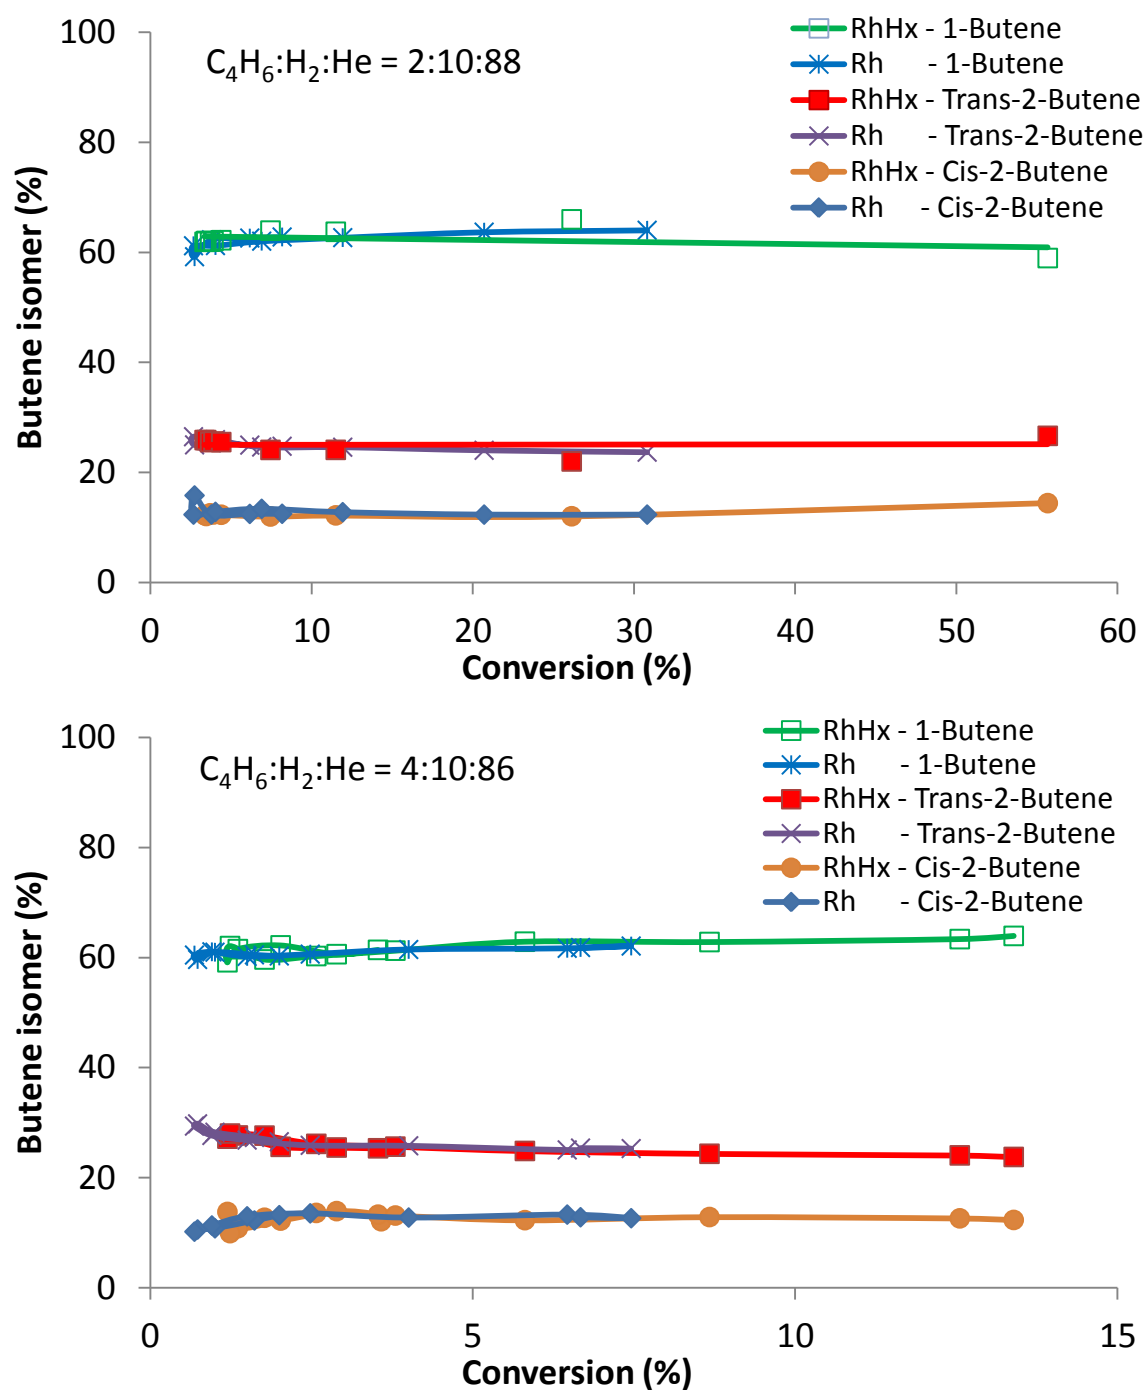 C₄H₆:H₂:He = 2:10:88
RhHx - 1-Butene
Rh - 1-Butene
RhHx - Trans-2-Butene
Rh - Trans-2-Butene
RhHx - Cis-2-Butene
Rh - Cis-2-Butene
Butene isomer (%)
100
80
60
40
20
0
0 10 20 30 50 60
Conversion (%)
C₄H₆:H₂:He = 4:10:86
RhHx - 1-Butene
Rh - 1-Butene
RhHx - Trans-2-Butene
Rh - Trans-2-Butene
RhHx - Cis-2-Butene
Rh - Cis-2-Butene
Butene isomer (%)
100
80
60
40
20
0
0 5 10 15
Conversion (%)